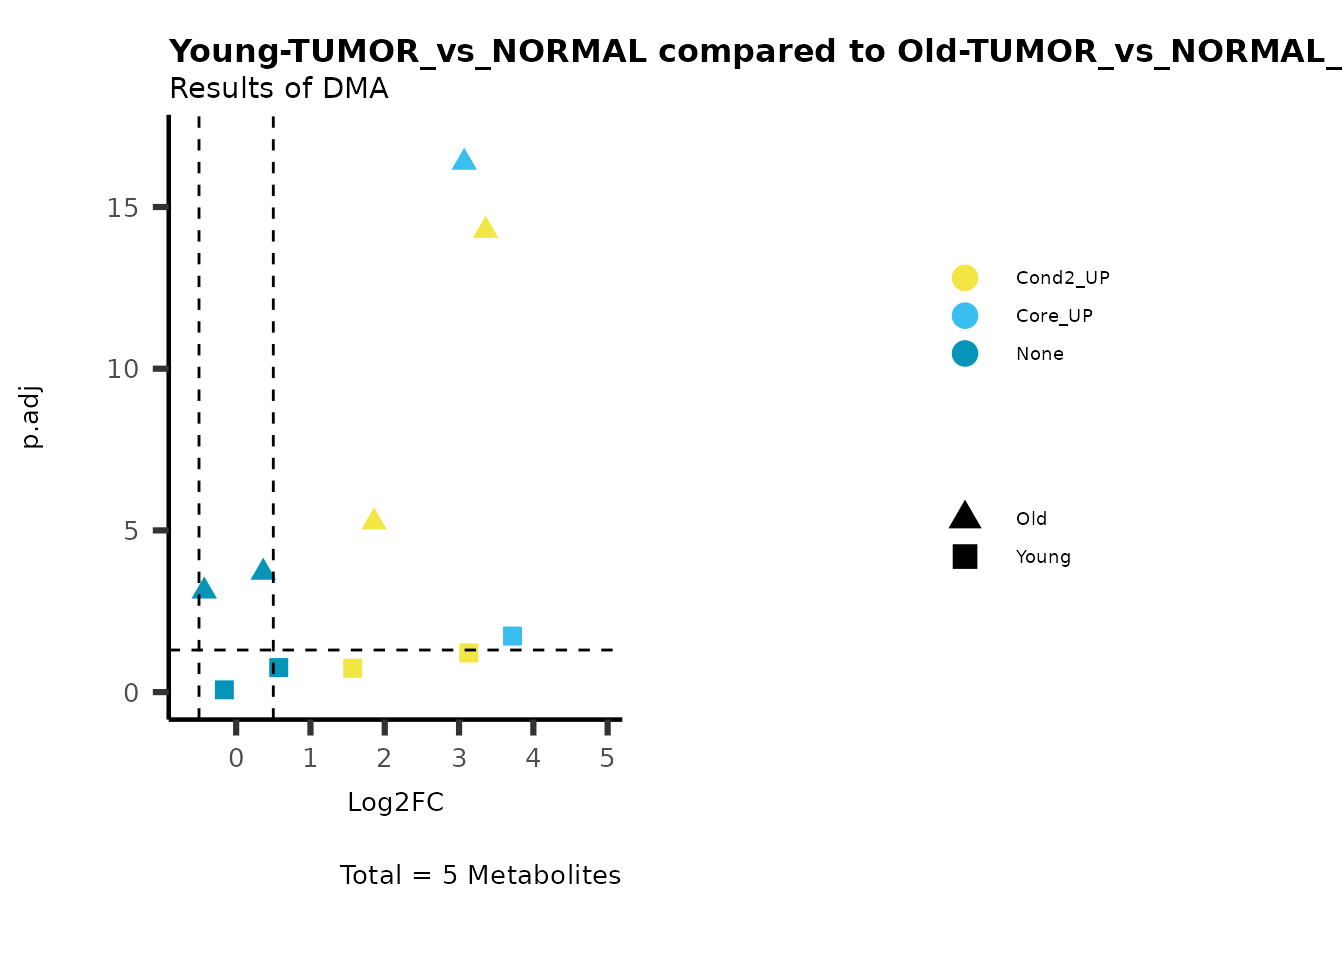 Young-TUMOR_vs_NORMAL compared to Old-TUMOR_vs_NORMAL_
Results of DMA
p.adj
15
10
5
0
0 1 2 3 4 5
Log2FC
Total = 5 Metabolites
Cond2_UP
Core_UP
None
Old
Young